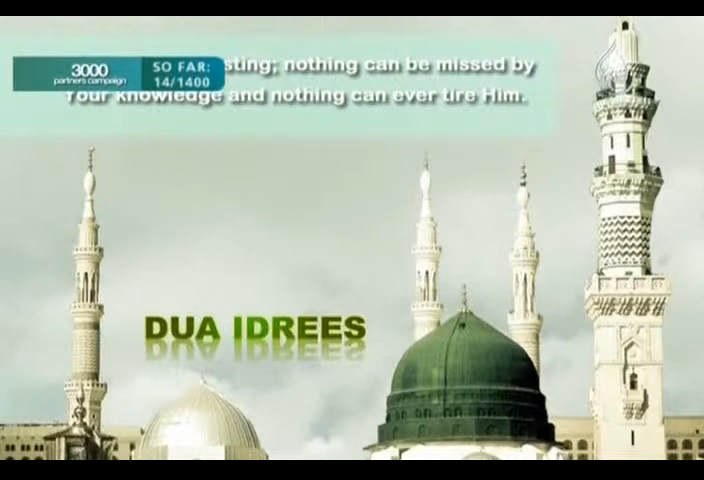 3000
partners campaign
SO FAR:
14/1400
sting; nothing can be missed by
Your knowledge and nothing can ever tire Him.
DUA IDREES